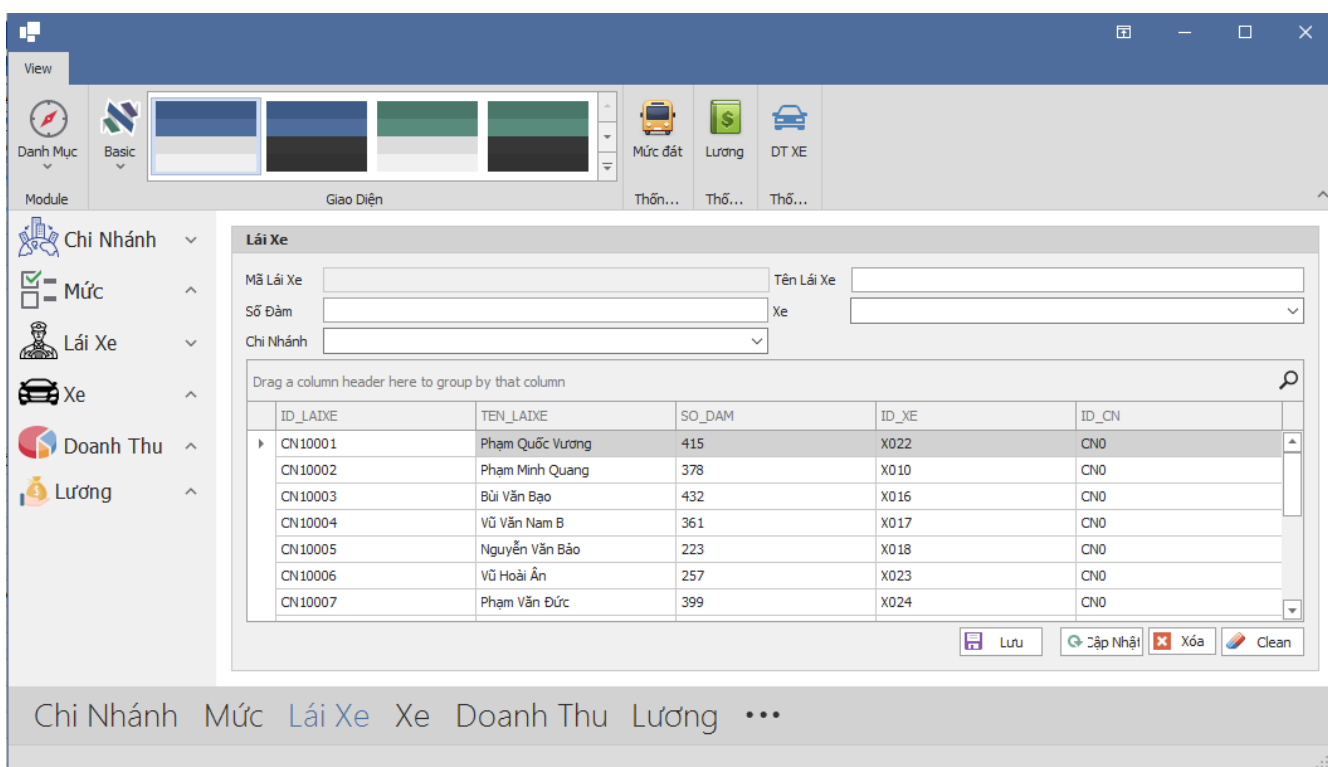 View
Danh Mục
Basic
Mức đát
Lương
DT XE
Module
Giao Diện
Thốn...
Thố...
Thố...
Chi Nhánh
Mức
Lái Xe
Xe
Doanh Thu
Lương
Lái Xe
Mã Lái Xe
Tên Lái Xe
Số Đàm
Xe
Chi Nhánh
Drag a column header here to group by that column
ID_LAIXE TEN_LAIXE SO_DAM ID_XE ID_CN
CN10001 Phạm Quốc Vương 415 X022 CN0
CN10002 Phạm Minh Quang 378 X010 CN0
CN10003 Bùi Văn Bạo 432 X016 CN0
CN10004 Vũ Văn Nam B 361 X017 CN0
CN10005 Nguyễn Văn Bảo 223 X018 CN0
CN10006 Vũ Hoài Ân 257 X023 CN0
CN10007 Phạm Văn Đức 399 X024 CN0
Lưu Cập Nhật Xóa Clean
Chi Nhánh Mức Lái Xe Xe Doanh Thu Lương •••